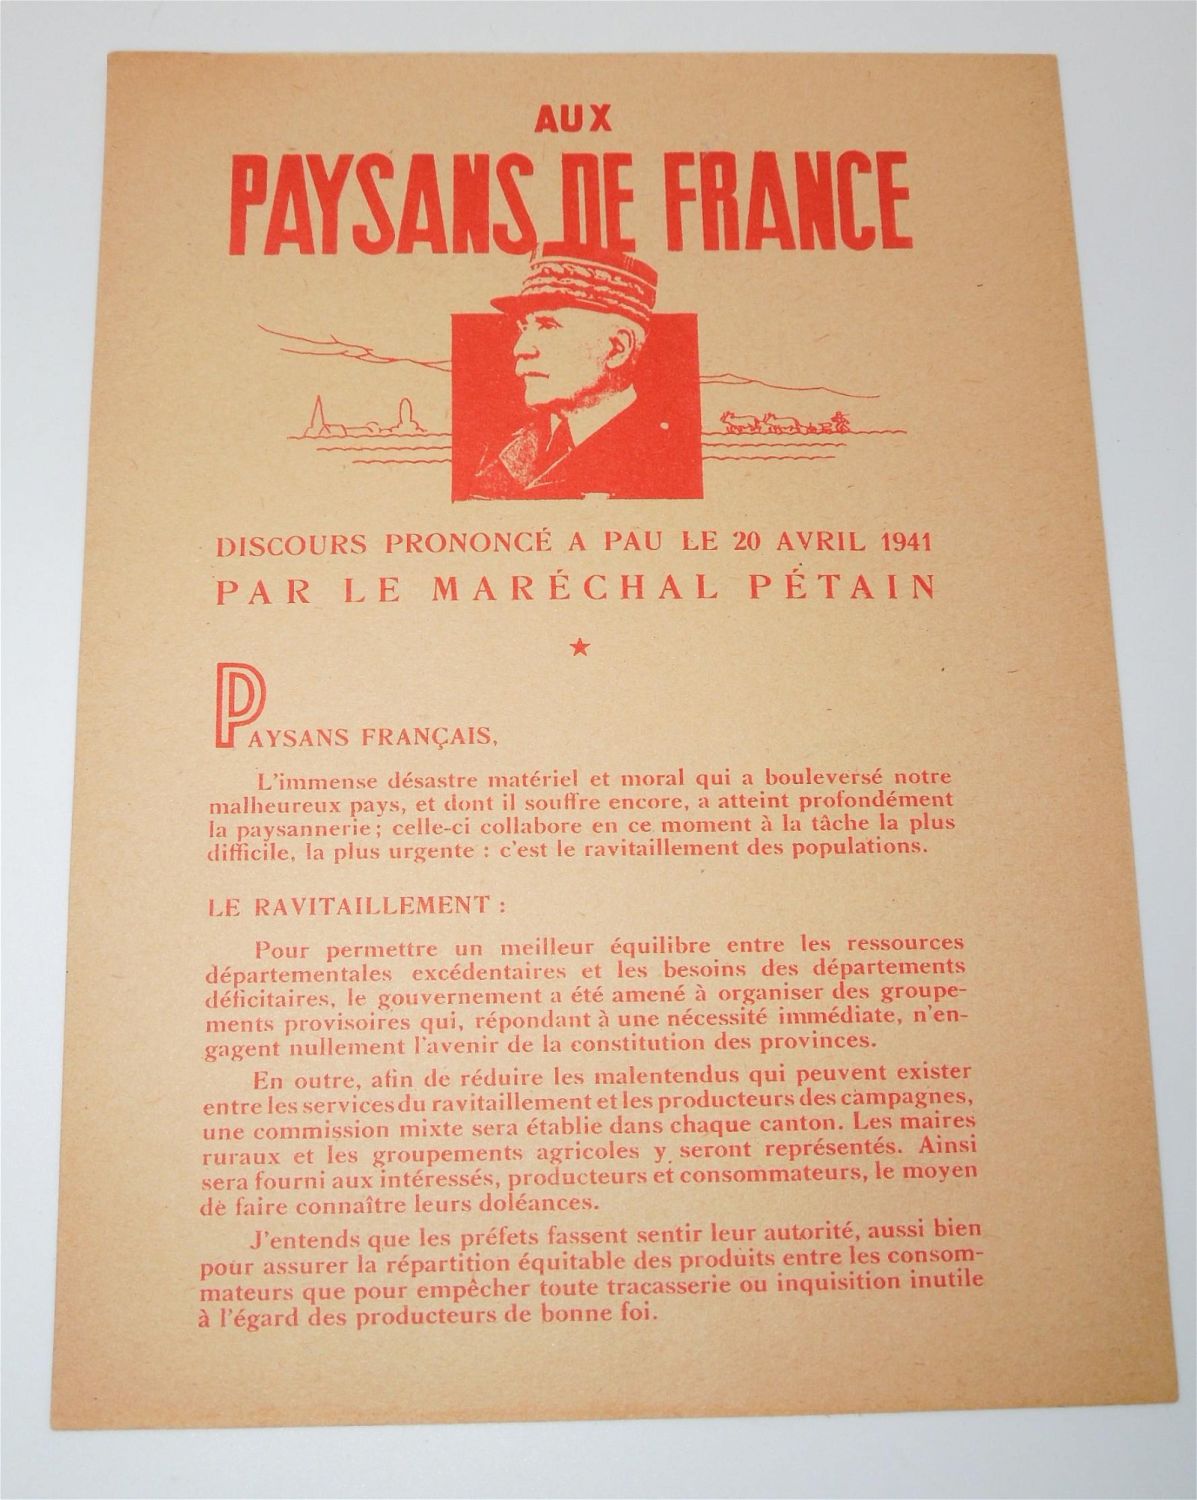 AUX
PAYSANS DE FRANCE
DISCOURS PRONONCÉ A PAU LE 20 AVRIL 1941
PAR LE MARÉCHAL PÉTAIN
PAYSANS FRANÇAIS,
L'immense désastre matériel et moral qui a bouleversé notre
malheureux pays, et dont il souffre encore, a atteint profondément
la paysannerie; celle-ci collabore en ce moment à la tâche la plus
difficile, la plus urgente : c'est le ravitaillement des populations.
LE RAVITAILLEMENT :
Pour permettre un meilleur équilibre entre les ressources
départementales excédentaires et les besoins des départements
déficitaires, le gouvernement a été amené à organiser des groupe-
ments provisoires qui, répondant à une nécessité immédiate, n'en-
gagent nullement l'avenir de la constitution des provinces.
En outre, afin de réduire les malentendus qui peuvent exister
entre les services du ravitaillement et les producteurs des campagnes,
une commission mixte sera établie dans chaque canton. Les maires
ruraux et les groupements agricoles y seront représentés. Ainsi
sera fourni aux intéressés, producteurs et consommateurs, le moyen
de faire connaître leurs doléances.
J'entends que les préfets fassent sentir leur autorité, aussi bien
pour assurer la répartition équitable des produits entre les consom-
mateurs que pour empêcher toute tracasserie ou inquisition inutile
à l'égard des producteurs de bonne foi.